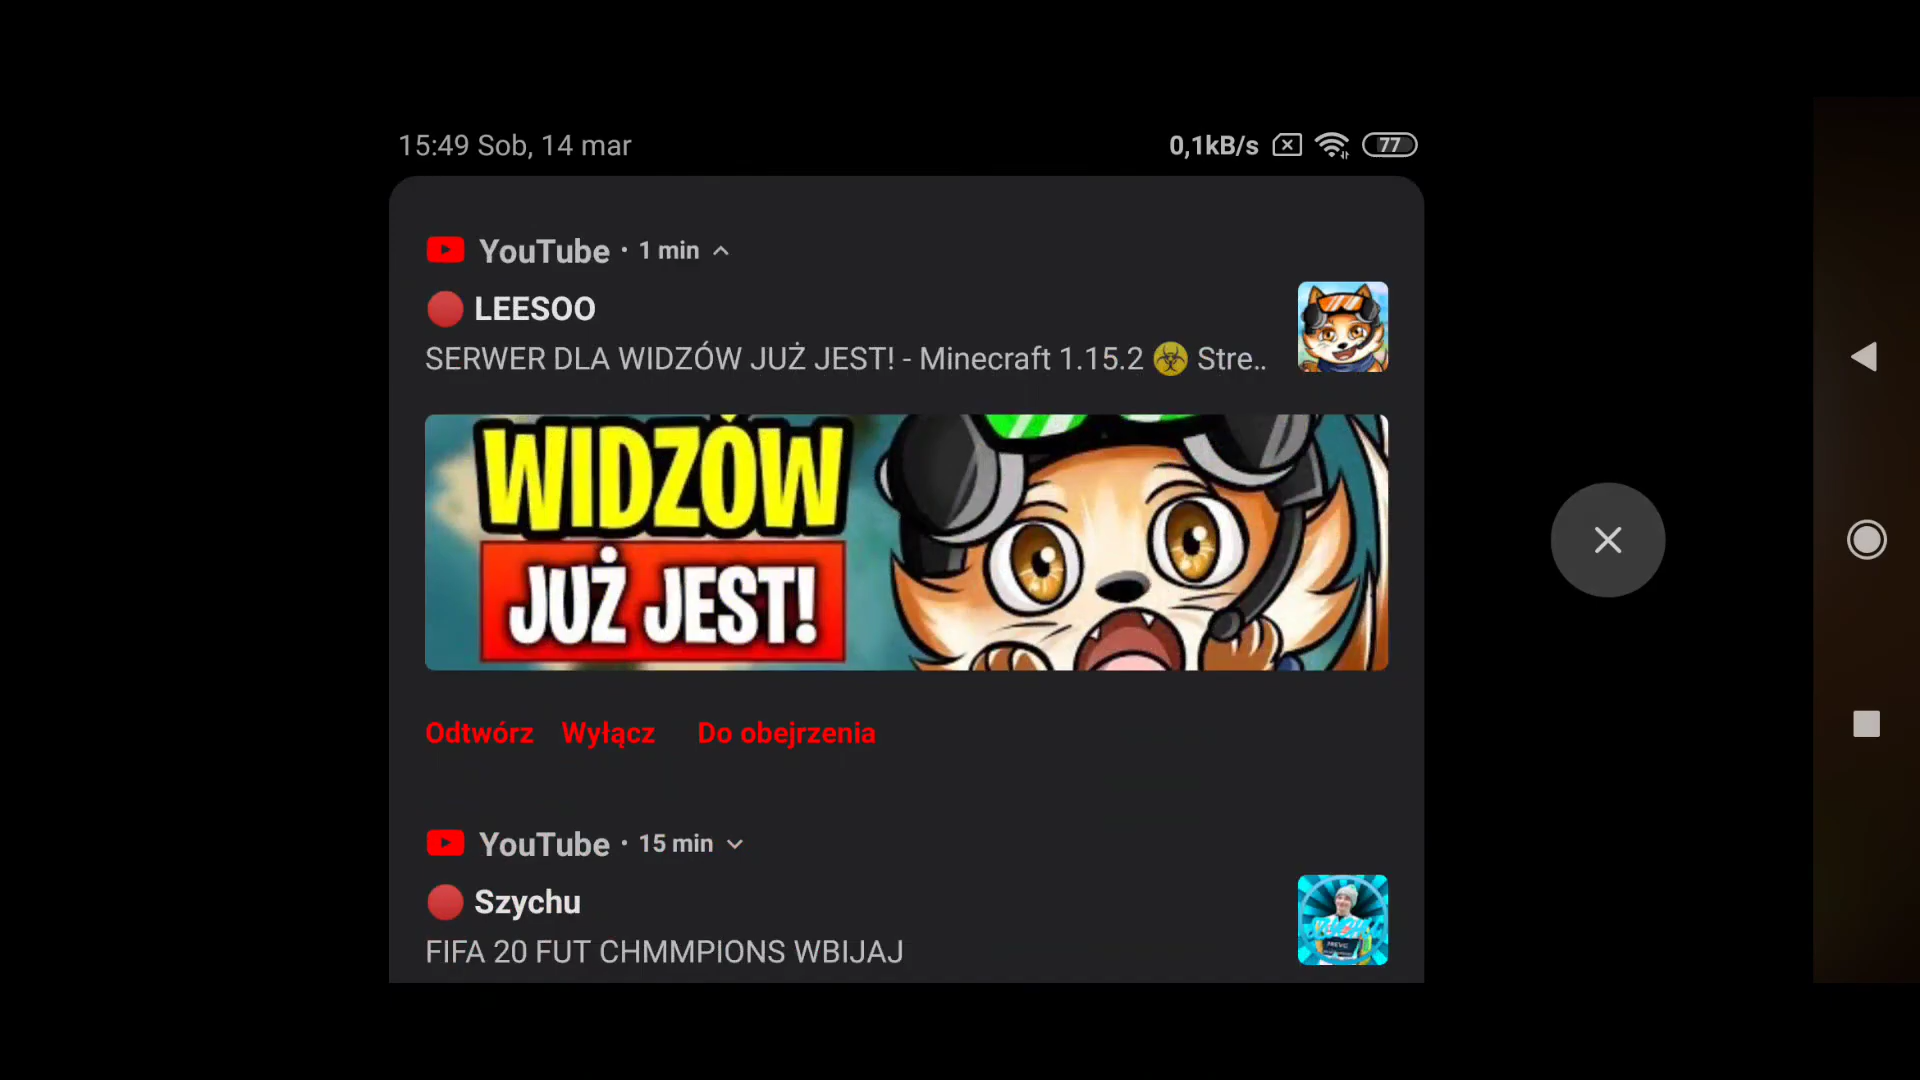 15:49 Sob, 14 mar
0,1kB/s
77
YouTube · 1 min
LEESOO
SERWER DLA WIDZÓW JUŻ JEST! - Minecraft 1.15.2 ☣ Stre..
WIDZÓW
JUŻ JEST!
Odtwórz Wyłącz Do obejrzenia
YouTube · 15 min
Szychu
FIFA 20 FUT CHMMPIONS WBIJAJ